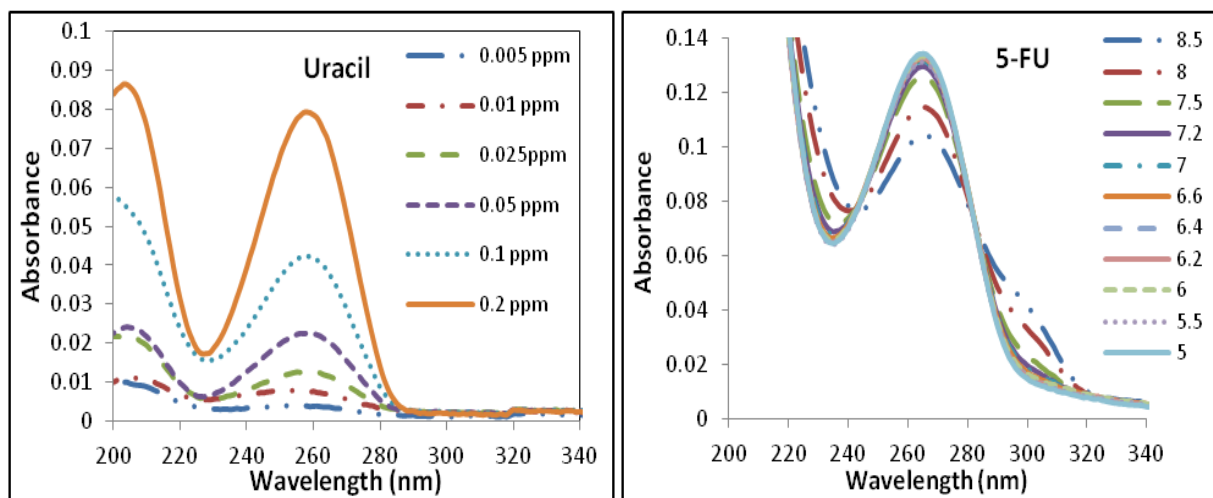 Uracil
Absorbance
0.1
0.09
0.08
0.07
0.06
0.05
0.04
0.03
0.02
0.01
0
200 220 240 260 280 300 320 340
Wavelength (nm)
0.005 ppm
0.01 ppm
0.025ppm
0.05 ppm
0.1 ppm
0.2 ppm
5-FU
Absorbance
0.14
0.12
0.1
0.08
0.06
0.04
0.02
0
200 220 240 260 280 300 320 340
Wavelength (nm)
8.5
8
7.5
7.2
7
6.6
6.4
6.2
6
5.5
5